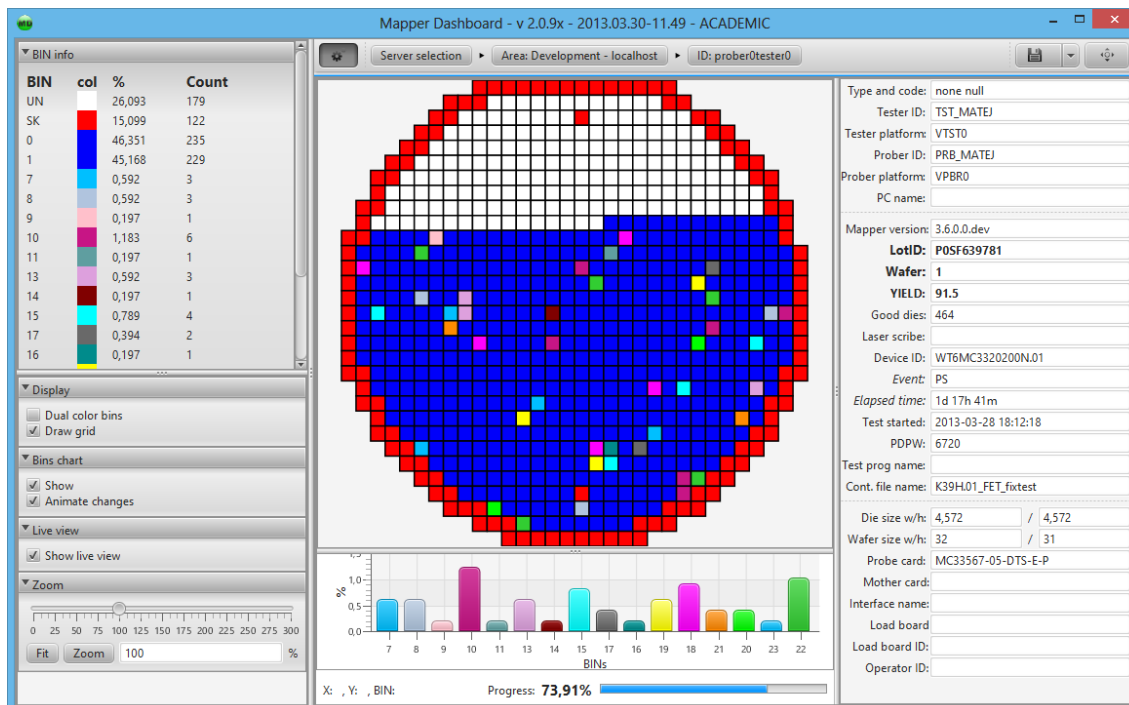 Mapper Dashboard - v 2.0.9x - 2013.03.30-11.49 - ACADEMIC
BIN info
BIN col % Count
UN 26,093 179
SK 15,099 122
0 46,351 235
1 45,168 229
7 0,592 3
8 0,592 3
9 0,197 1
10 1,183 6
11 0,197 1
13 0,592 3
14 0,197 1
15 0,789 4
17 0,394 2
16 0,197 1
Display
Dual color bins
Draw grid
Bins chart
Show
Animate changes
Live view
Show live view
Zoom
0 25 50 75 100 125 150 175 200 225 250 275 300
Fit Zoom 100 %
Server selection Area: Development - localhost ID: prober0tester0
1,5
1,0
0,5
0,0
%
7 8 9 10 11 13 14 15 17 16 19 18 21 20 23 22
BINs
X: , Y: , BIN: Progress: 73,91%
Type and code: none null
Tester ID: TST_MATEJ
Tester platform: VTST0
Prober ID: PRB_MATEJ
Prober platform: VPBR0
PC name:
Mapper version: 3.6.0.0.dev
LotID: P0SF639781
Wafer: 1
YIELD: 91.5
Good dies: 464
Laser scribe:
Device ID: WT6MC3320200N.01
Event: PS
Elapsed time: 1d 17h 41m
Test started: 2013-03-28 18:12:18
PDPW: 6720
Test prog name:
Cont. file name: K39H.01_FET_fixtest
Die size w/h: 4,572 / 4,572
Wafer size w/h: 32 / 31
Probe card: MC33567-05-DTS-E-P
Mother card:
Interface name:
Load board
Load board ID:
Operator ID: